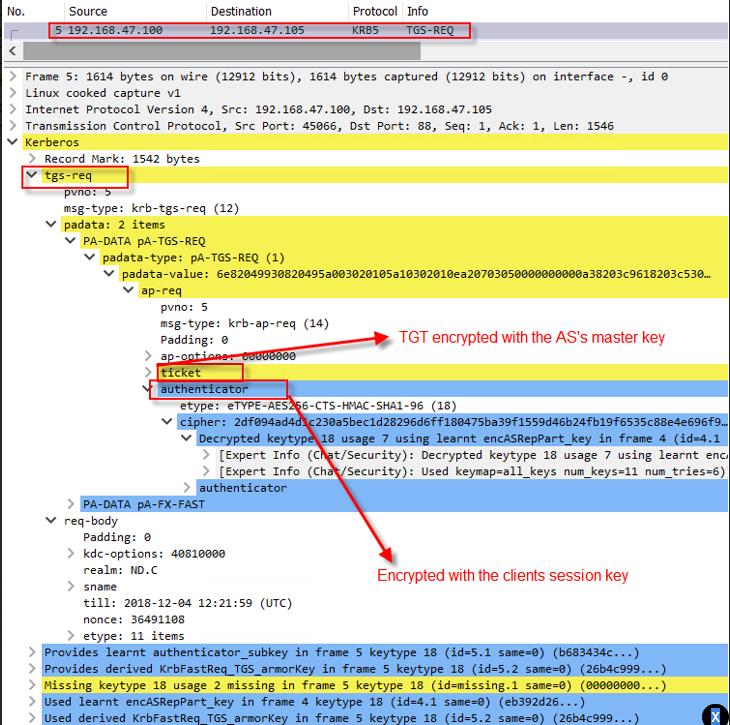 No. Source Destination Protocol Info
5 192.168.47.100 192.168.47.105 KRB5 TGS-REQ
Frame 5: 1614 bytes on wire (12912 bits), 1614 bytes captured (12912 bits) on interface -, id 0
Linux cooked capture v1
Internet Protocol Version 4, Src: 192.168.47.100, Dst: 192.168.47.105
Transmission Control Protocol, Src Port: 45066, Dst Port: 88, Seq: 1, Ack: 1, Len: 1546
Kerberos
Record Mark: 1542 bytes
tgs-req
pvno: 5
msg-type: krb-tgs-req (12)
padata: 2 items
PA-DATA pA-TGS-REQ
padata-type: pA-TGS-REQ (1)
padata-value: 6e82049930820495a003020105a10302010ea20703050000000000a38203c9618203c530…
ap-req
pvno: 5
msg-type: krb-ap-req (14)
Padding: 0
TGT encrypted with the AS's master key
ap-options: 00000000
ticket
authenticator
etype: eTYPE-AES256-CTS-HMAC-SHA1-96 (18)
cipher: 2df094ad4d1c230a5bec1d28296d6ff180475ba39f1559d46b24fb19f6535c88e4e696f9…
Decrypted keytype 18 usage 7 using learnt encASRepPart_key in frame 4 (id=4.1
[Expert Info (Chat/Security): Decrypted keytype 18 usage 7 using learnt enc
[Expert Info (Chat/Security): Used keymap=all_keys num_keys=11 num_tries=6)
authenticator
PA-DATA pA-FX-FAST
req-body
Padding: 0
kdc-options: 40810000
realm: ND.C
Encrypted with the clients session key
sname
till: 2018-12-04 12:21:59 (UTC)
nonce: 36491108
etype: 11 items
Provides learnt authenticator_subkey in frame 5 keytype 18 (id=5.1 same=0) (b683434c...)
Provides derived KrbFastReq_TGS_armorKey in frame 5 keytype 18 (id=5.2 same=0) (26b4c999...)
Missing keytype 18 usage 2 missing in frame 5 keytype 18 (id=missing.1 same=0) (00000000...)
Used learnt encASRepPart_key in frame 4 keytype 18 (id=4.1 same=0) (eb392d26...)
Used derived KrbFastReq_TGS_armorKey in frame 5 keytype 18 (id=5.2 same=0) (26b4c999...)